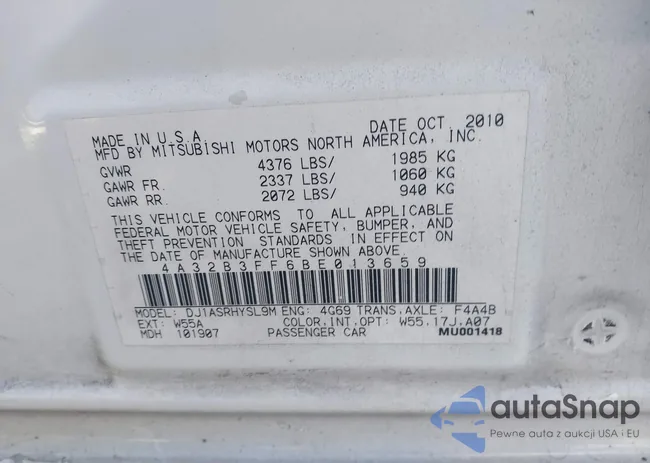 MADE IN U.S.A. DATE OCT. 2010
MFD BY MITSUBISHI MOTORS NORTH AMERICA, INC.
GVWR 4376 LBS/ 1985 KG
GAWR FR. 2337 LBS/ 1060 KG
GAWR RR. 2072 LBS/ 940 KG
THIS VEHICLE CONFORMS TO ALL APPLICABLE
FEDERAL MOTOR VEHICLE SAFETY, BUMPER, AND
THEFT PREVENTION STANDARDS IN EFFECT ON
THE DATE OF MANUFACTURE SHOWN ABOVE.
4A32B3FF6BE013659
MODEL: DJ1ASRHYSL9M ENG: 4G69 TRANS.AXLE: F4A4B
EXT: W55A COLOR.INT.OPT: W55.17J.A07
MDH 101907 PASSENGER CAR MU001418
autaSnap
Pewne auta z aukcji USA i EU